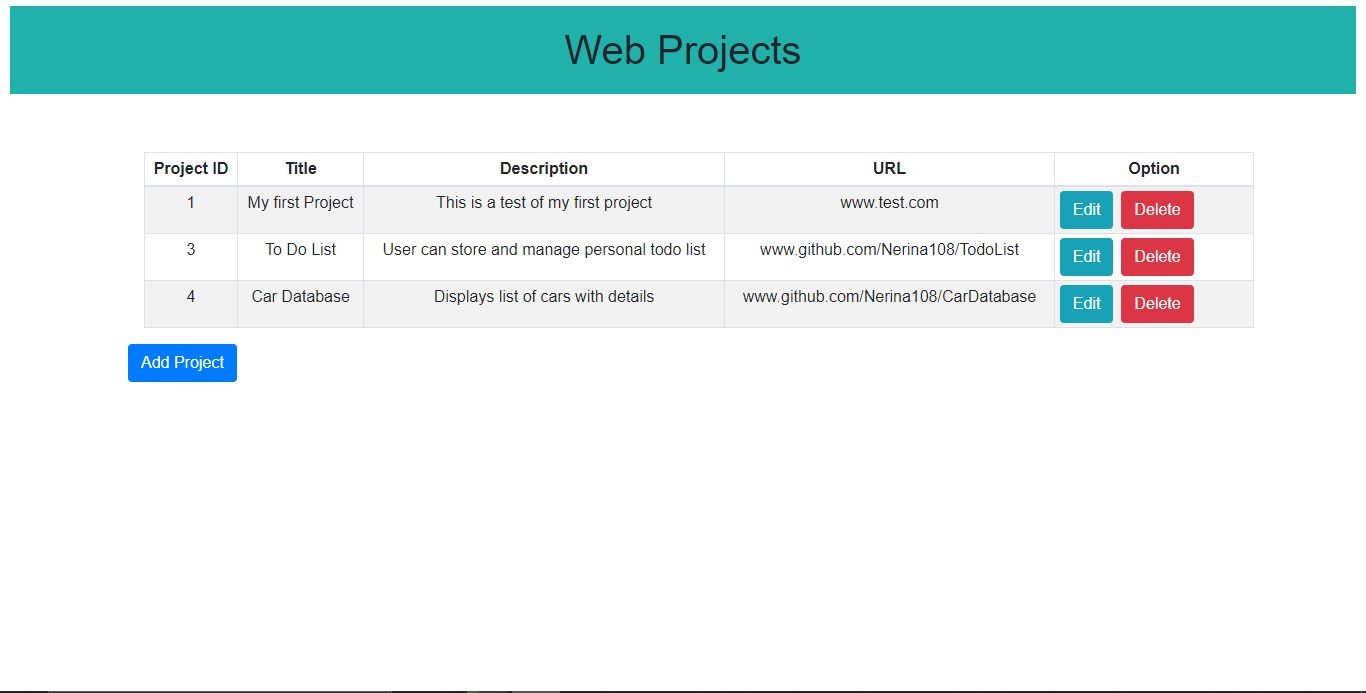 Web Projects
Project ID Title Description URL Option
1 My first Project This is a test of my first project www.test.com Edit Delete
3 To Do List User can store and manage personal todo list www.github.com/Nerina108/TodoList Edit Delete
4 Car Database Displays list of cars with details www.github.com/Nerina108/CarDatabase Edit Delete
Add Project